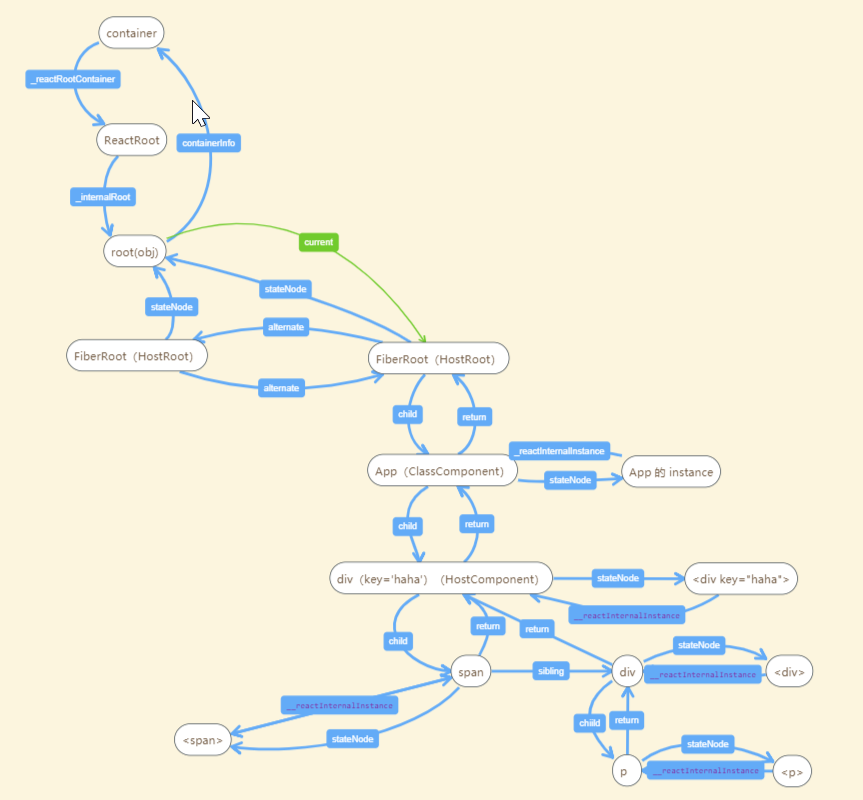 container
_reactRootContainer
ReactRoot
containerInfo
_internalRoot
root(obj)
current
stateNode
stateNode
alternate
FiberRoot（HostRoot）
FiberRoot（HostRoot）
alternate
child
return
_reactInternalInstance
App（ClassComponent）
App 的 instance
stateNode
child
return
div（key='haha'）（HostComponent）
stateNode
<div key="haha">
__reactInternalInstance
return
return
child
stateNode
span
sibling
div
__reactInternalInstance
<div>
__reactInternalInstance
chiild
return
<span>
stateNode
stateNode
p
__reactInternalInstance
<p>